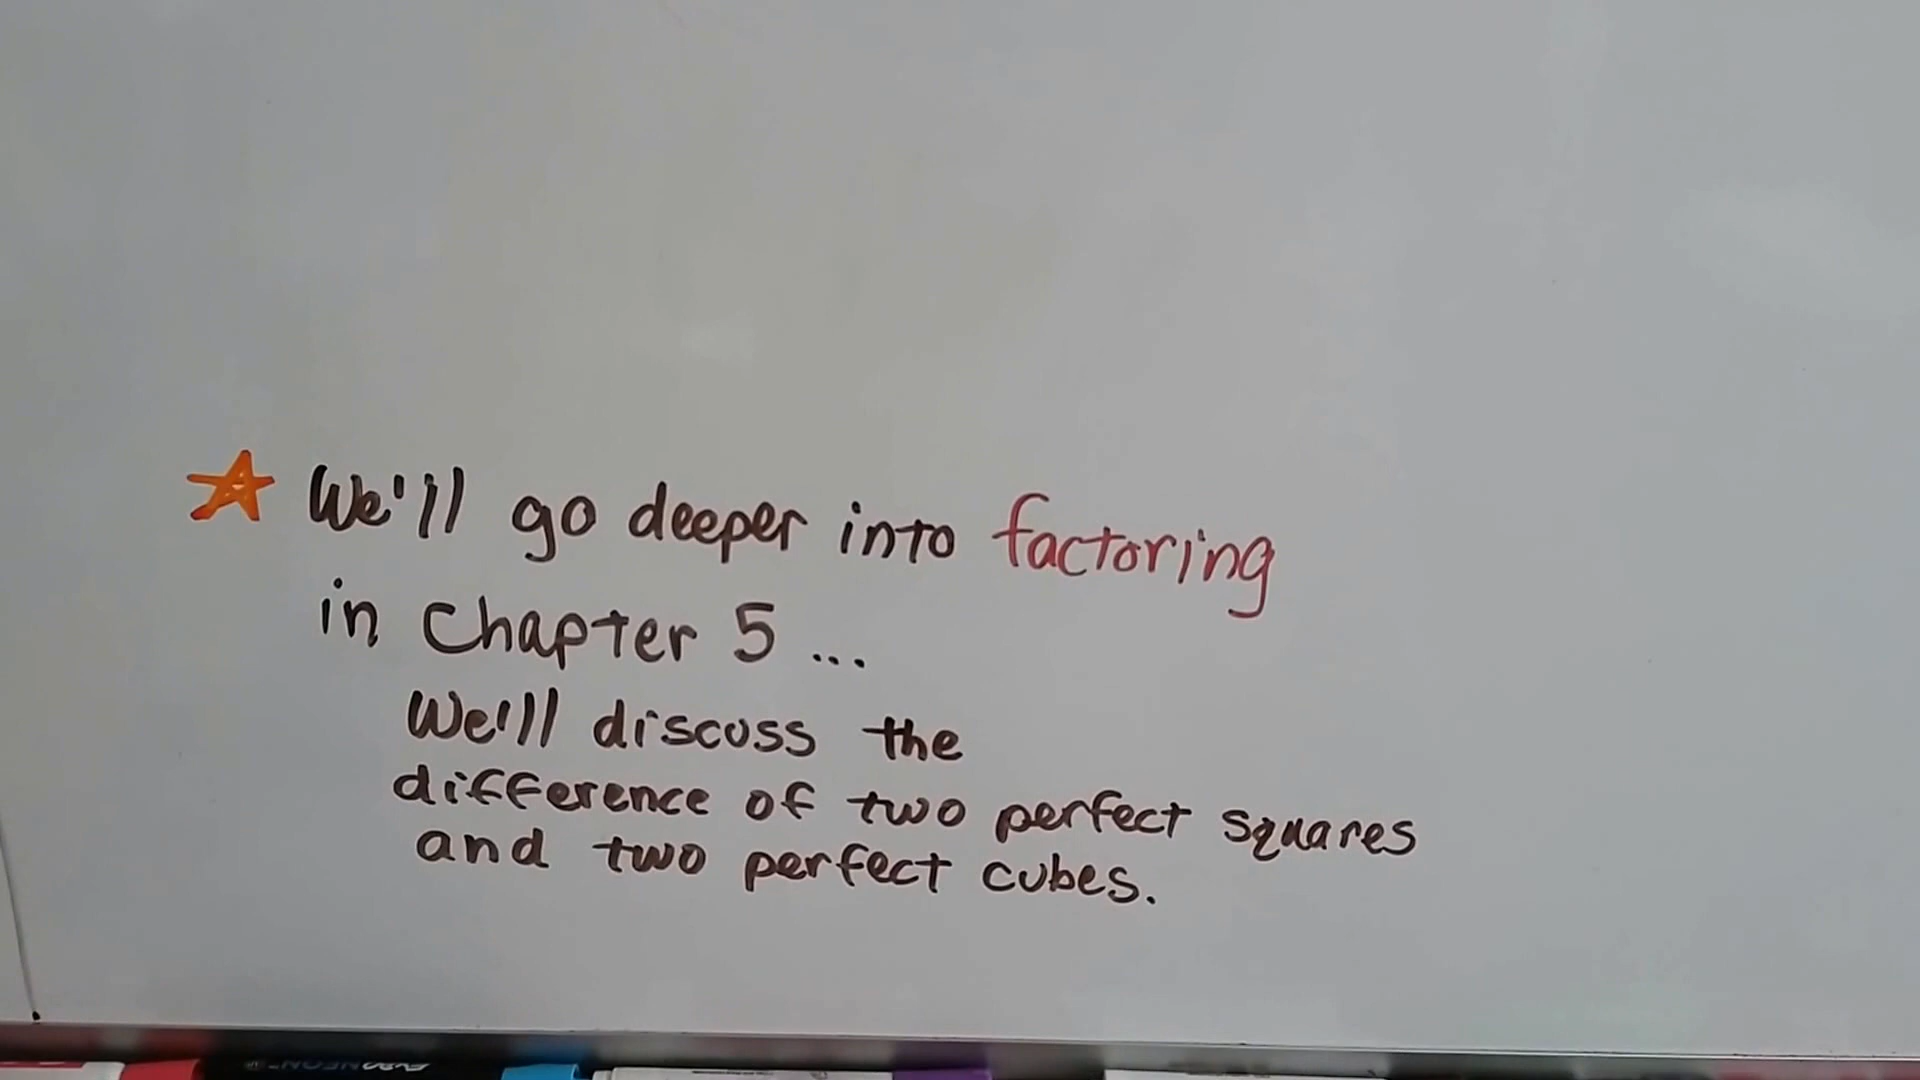 We'll go deeper into factoring
in Chapter 5 ...
We'll discuss the
difference of two perfect squares
and two perfect cubes.